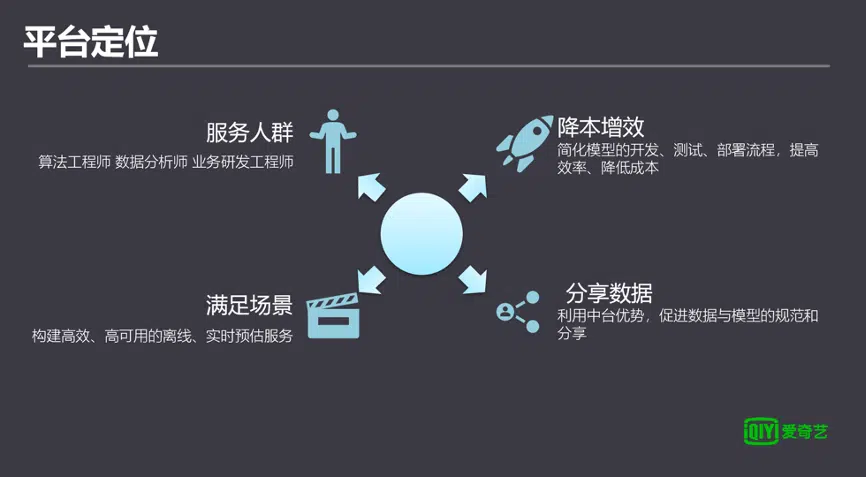 平台定位
服务人群
算法工程师 数据分析师 业务研发工程师
降本增效
简化模型的开发、测试、部署流程，提高
效率、降低成本
满足场景
构建高效、高可用的离线、实时预估服务
分享数据
利用中台优势，促进数据与模型的规范和
分享
iQIYI 爱奇艺